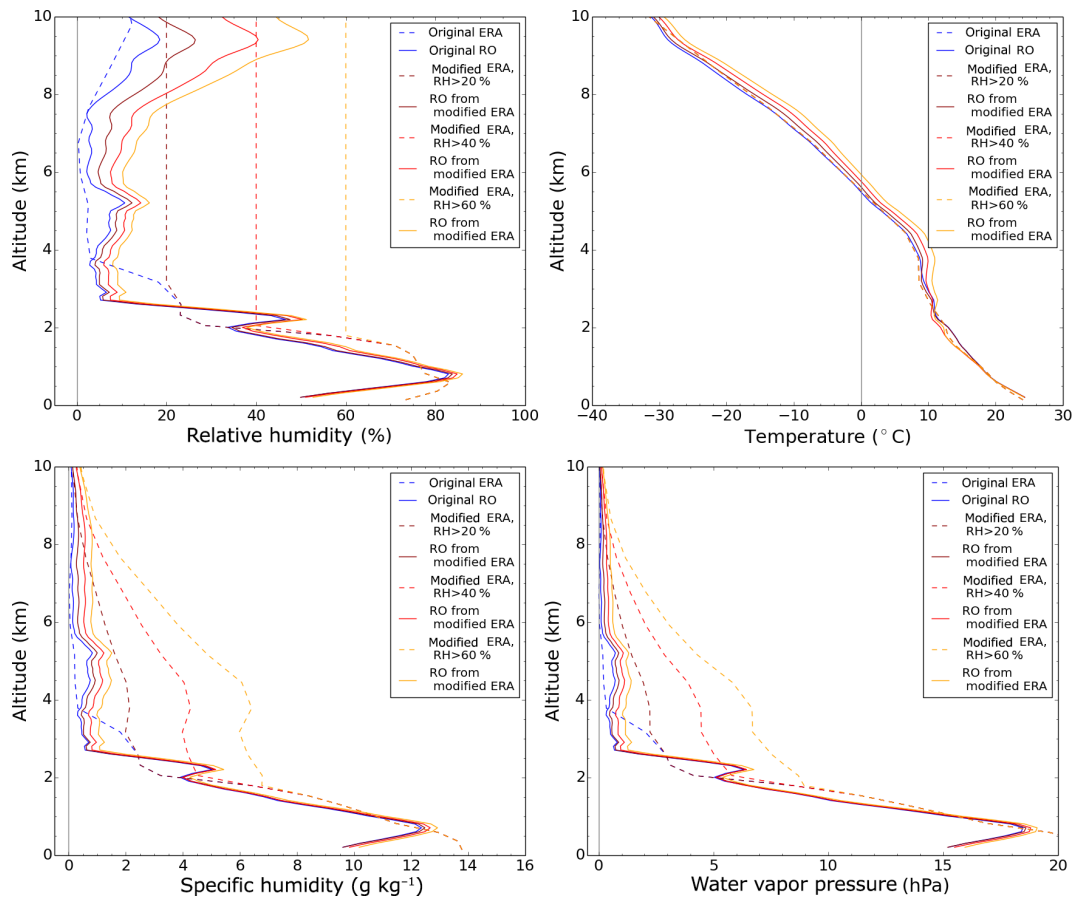 10
8
6
4
2
0
Altitude (km)
0 20 40 60 80 100
Relative humidity (%)
Original ERA
Original RO
Modified ERA,
RH>20 %
RO from
modified ERA
Modified ERA,
RH>40 %
RO from
modified ERA
Modified ERA,
RH>60 %
RO from
modified ERA
10
8
6
4
2
0
Altitude (km)
−40 −30 −20 −10 0 10 20 30
Temperature (°C)
Original ERA
Original RO
Modified ERA,
RH>20 %
RO from
modified ERA
Modified ERA,
RH>40 %
RO from
modified ERA
Modified ERA,
RH>60 %
RO from
modified ERA
10
8
6
4
2
0
Altitude (km)
0 2 4 6 8 10 12 14 16
Specific humidity (g kg⁻¹)
Original ERA
Original RO
Modified ERA,
RH>20 %
RO from
modified ERA
Modified ERA,
RH>40 %
RO from
modified ERA
Modified ERA,
RH>60 %
RO from
modified ERA
10
8
6
4
2
0
Altitude (km)
0 5 10 15 20
Water vapor pressure (hPa)
Original ERA
Original RO
Modified ERA,
RH>20 %
RO from
modified ERA
Modified ERA,
RH>40 %
RO from
modified ERA
Modified ERA,
RH>60 %
RO from
modified ERA